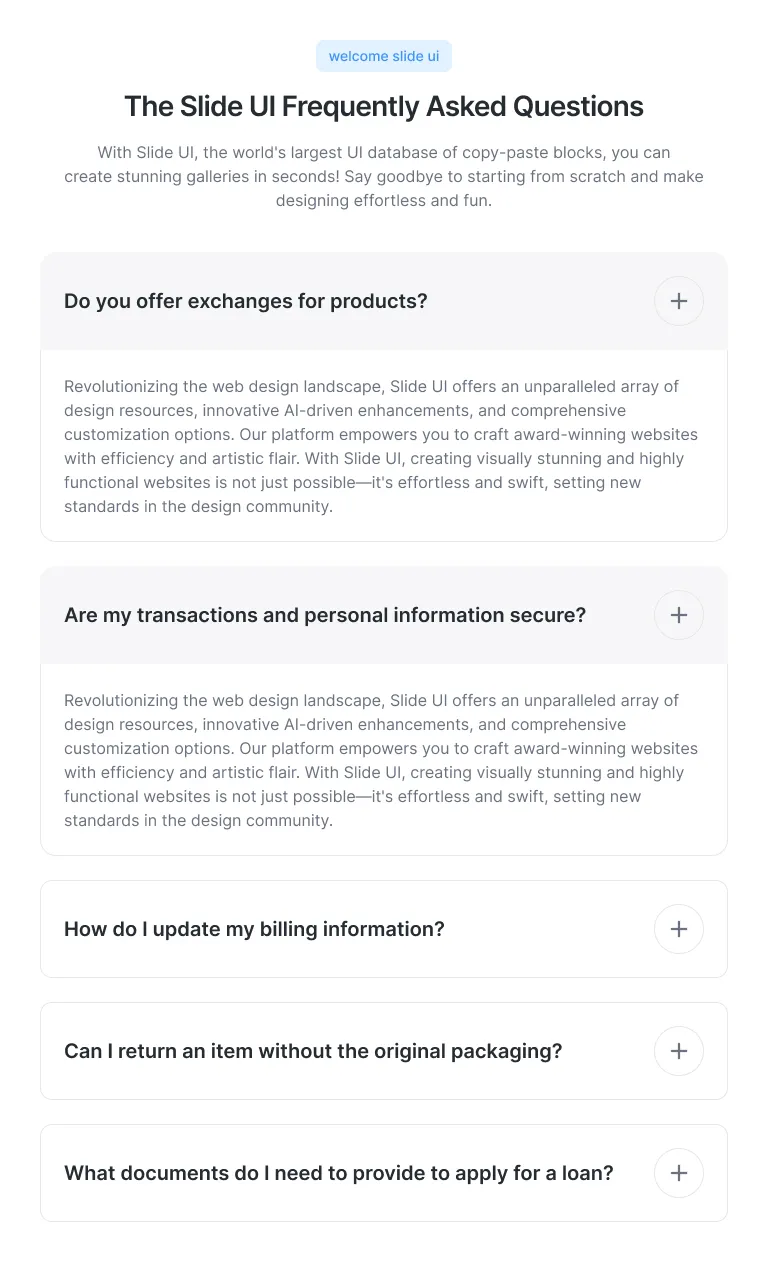 welcome slide ui
The Slide UI Frequently Asked Questions
With Slide UI, the world's largest UI database of copy-paste blocks, you can
create stunning galleries in seconds! Say goodbye to starting from scratch and make
designing effortless and fun.
Do you offer exchanges for products?
Revolutionizing the web design landscape, Slide UI offers an unparalleled array of
design resources, innovative AI-driven enhancements, and comprehensive
customization options. Our platform empowers you to craft award-winning websites
with efficiency and artistic flair. With Slide UI, creating visually stunning and highly
functional websites is not just possible—it's effortless and swift, setting new
standards in the design community.
Are my transactions and personal information secure?
Revolutionizing the web design landscape, Slide UI offers an unparalleled array of
design resources, innovative AI-driven enhancements, and comprehensive
customization options. Our platform empowers you to craft award-winning websites
with efficiency and artistic flair. With Slide UI, creating visually stunning and highly
functional websites is not just possible—it's effortless and swift, setting new
standards in the design community.
How do I update my billing information?
Can I return an item without the original packaging?
What documents do I need to provide to apply for a loan?